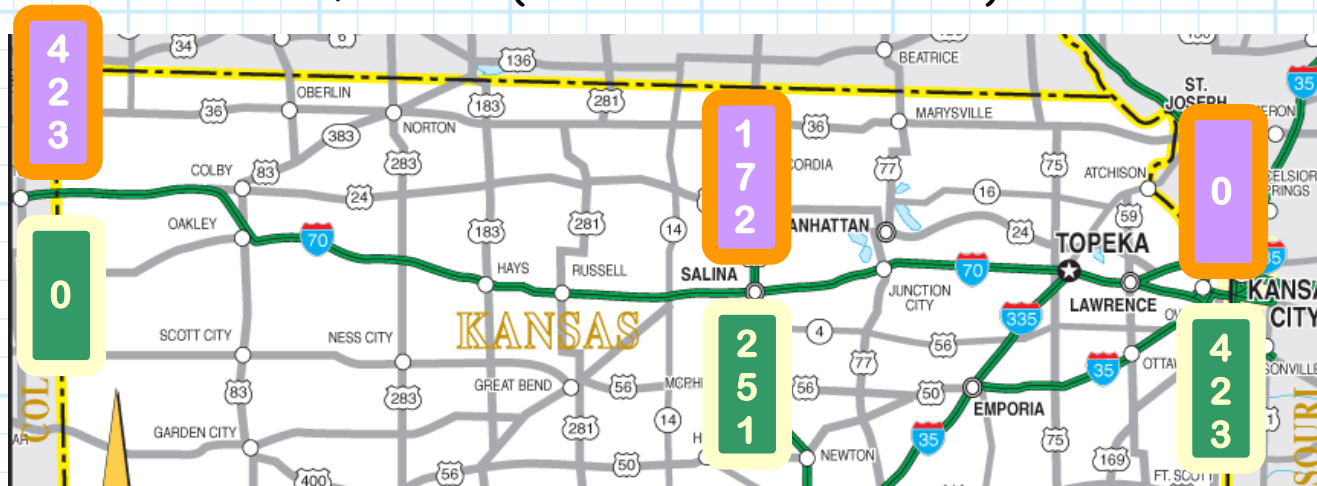 34
6
136
BEATRICE
35
4
2
3
OBERLIN
36
383
NORTON
183
281
1
7
2
36
MARYSVILLE
ST.
JOSEPH
COLBY
83
24
283
77
75
ATCHISON
16
59
0
OAKLEY
70
183
281
14
24
TOPEKA
0
HAYS
RUSSELL
SALINA
JUNCTION
CITY
70
LAWRENCE
335
KANSAS
SCOTT CITY
NESS CITY
4
56
35
2
5
1
4
2
3
83
283
GREAT BEND
56
14
56
77
50
EMPORIA
GARDEN CITY
281
50
56
400
NEWTON
35
75
169
FT. SCOTT